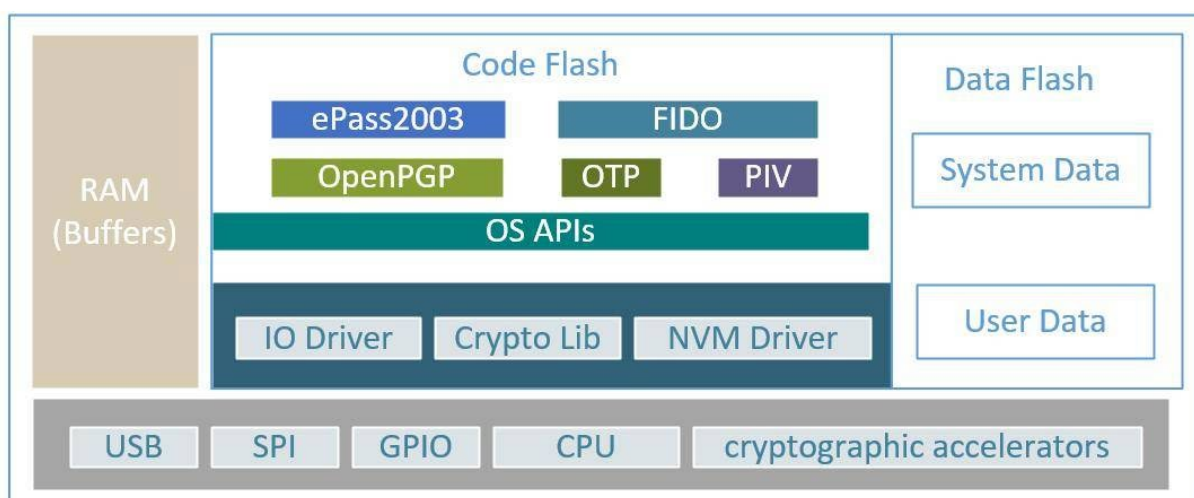 RAM
(Buffers)
Code Flash
ePass2003
FIDO
OpenPGP
OTP
PIV
OS APIs
IO Driver
Crypto Lib
NVM Driver
Data Flash
System Data
User Data
USB
SPI
GPIO
CPU
cryptographic accelerators